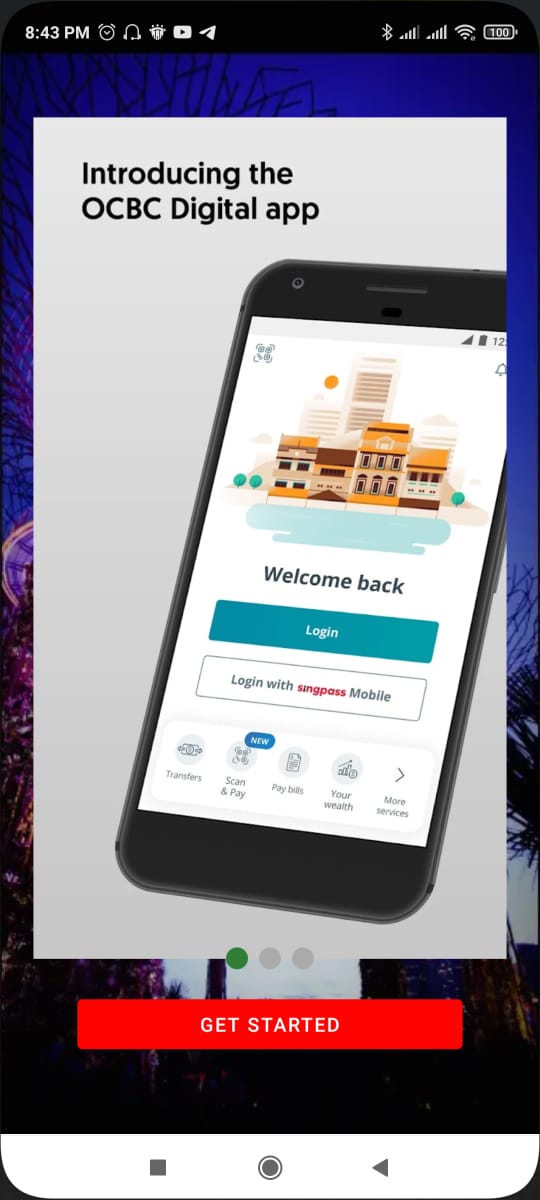 8:43 PM
100
Introducing the
OCBC Digital app
12:
Welcome back
Login
Login with singpass Mobile
NEW
Transfers
Scan
& Pay
Pay bills
Your
wealth
More
services
GET STARTED